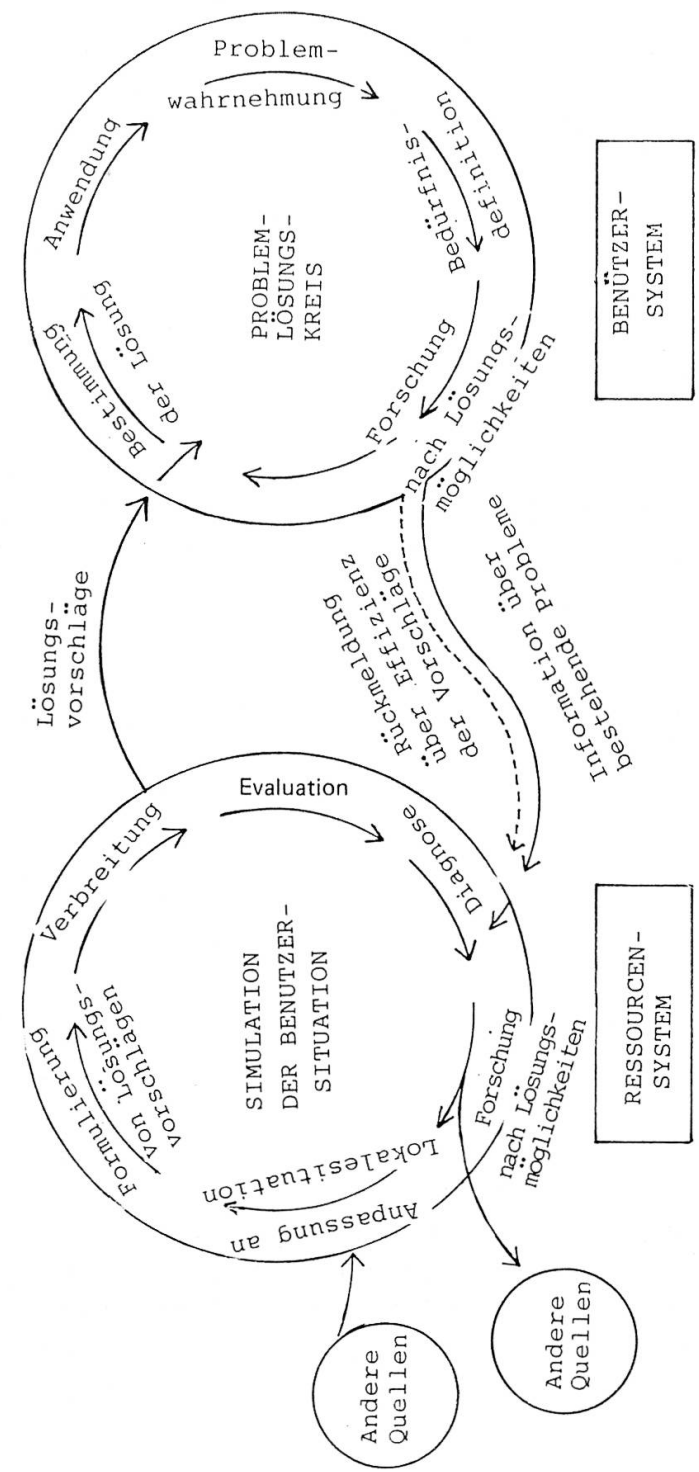 Problem-
wahrnehmung
Bedürfnis-
definition
Forschung
nach Lösungs-
möglichkeiten
Bestimmung
der Lösung
Anwendung
PROBLEM-
LÖSUNGS-
KREIS
BENÜTZER-
SYSTEM
Lösungs-
vorschläge
Rückmeldung
über Effizienz
der Vorschläge
Information über
bestehende Probleme
Evaluation
Diagnose
Forschung
nach Lösungs-
möglichkeiten
Anpassung an
Lokalesituation
Formulierung
von Lösungs-
vorschlagen
Verbreitung
SIMULATION
DER BENUTZER-
SITUATION
RESSOURCEN-
SYSTEM
Andere
Quellen
Andere
Quellen